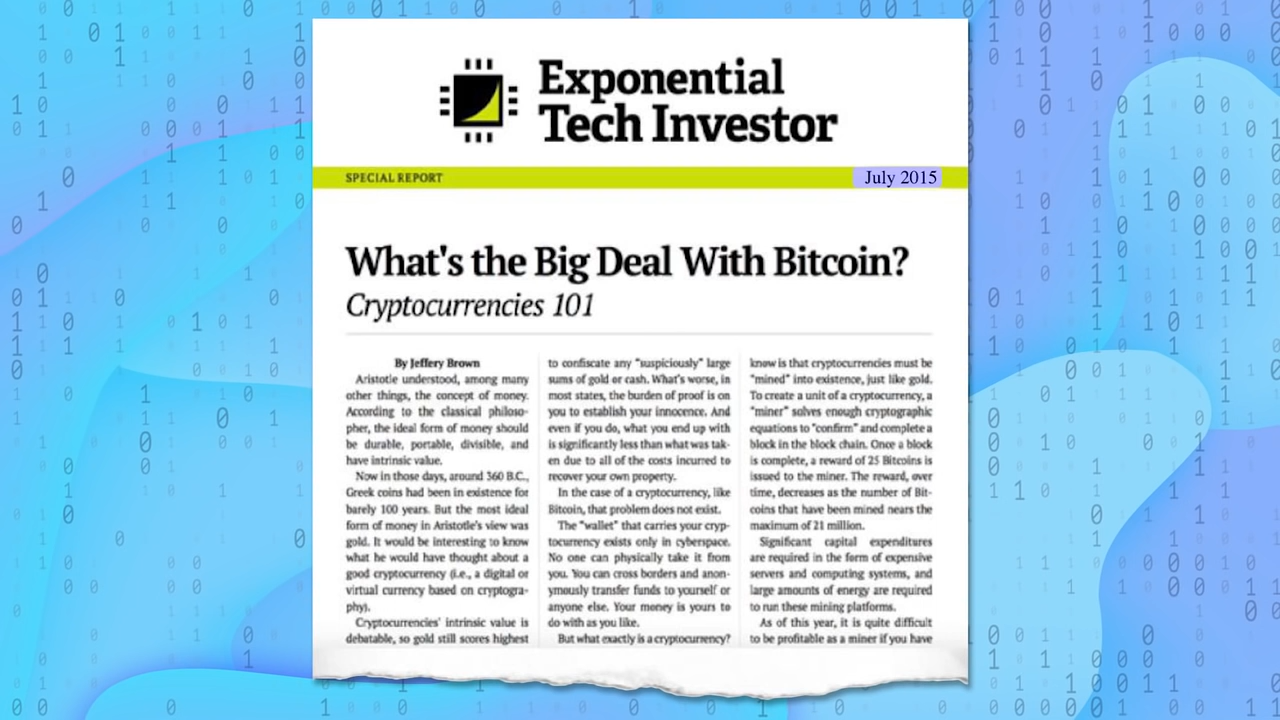 Exponential
Tech Investor
SPECIAL REPORT
July 2015
What's the Big Deal With Bitcoin?
Cryptocurrencies 101
By Jeffery Brown
Aristotle understood, among many
other things, the concept of money.
According to the classical philoso-
pher, the ideal form of money should
be durable, portable, divisible, and
have intrinsic value.
Now in those days, around 360 B.C.,
Greek coins had been in existence for
barely 100 years. But the most ideal
form of money in Aristotle's view was
gold. It would be interesting to know
what he would have thought about a
good cryptocurrency (i.e., a digital or
virtual currency based on cryptogra-
phy).
Cryptocurrencies' intrinsic value is
debatable, so gold still scores highest
to confiscate any "suspiciously" large
sums of gold or cash. What's worse, in
most states, the burden of proof is on
you to establish your innocence. And
even if you do, what you end up with
is significantly less than what was tak-
en due to all of the costs incurred to
recover your own property.
In the case of a cryptocurrency, like
Bitcoin, that problem does not exist.
The "wallet" that carries your cryp-
tocurrency exists only in cyberspace.
No one can physically take it from
you. You can cross borders and anon-
ymously transfer funds to yourself or
anyone else. Your money is yours to
do with as you like.
But what exactly is a cryptocurrency?
know is that cryptocurrencies must be
"mined" into existence, just like gold.
To create a unit of a cryptocurrency, a
"miner" solves enough cryptographic
equations to "confirm" and complete a
block in the block chain. Once a block
is complete, a reward of 25 Bitcoins is
issued to the miner. The reward, over
time, decreases as the number of Bit-
coins that have been mined nears the
maximum of 21 million.
Significant capital expenditures
are required in the form of expensive
servers and computing systems, and
large amounts of energy are required
to run these mining platforms.
As of this year, it is quite difficult
to be profitable as a miner if you have